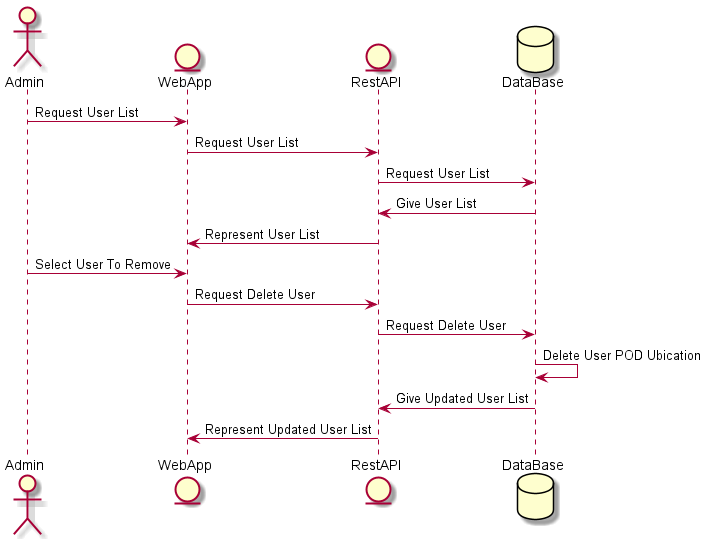 Admin
WebApp
RestAPI
DataBase
Request User List
Request User List
Request User List
Give User List
Represent User List
Select User To Remove
Request Delete User
Request Delete User
Delete User POD Ubication
Give Updated User List
Represent Updated User List
Admin
WebApp
RestAPI
DataBase